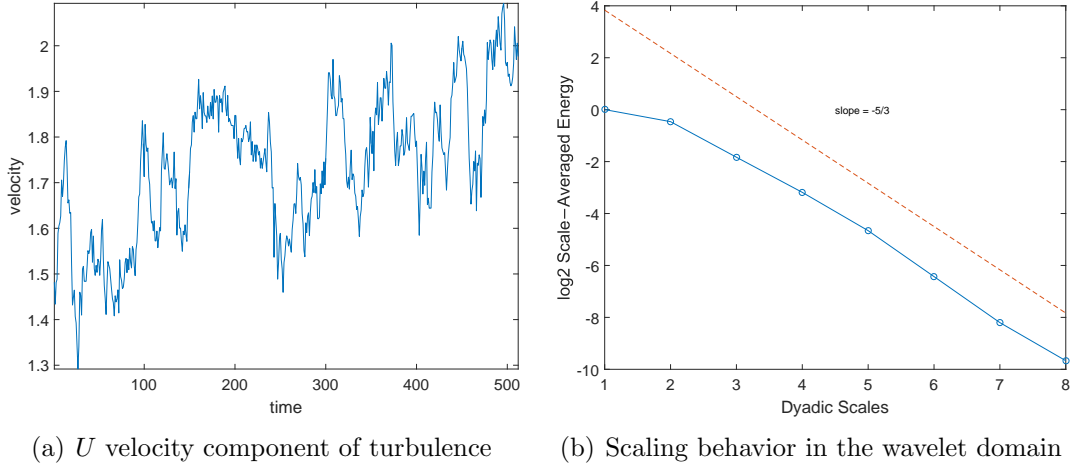 2
1.9
1.8
1.7
1.6
1.5
1.4
1.3
velocity
100 200 300 400 500
time
4
2
0
-2
-4
-6
-8
-10
log2 Scale−Averaged Energy
slope = -5/3
1 2 3 4 5 6 7 8
Dyadic Scales
(a) U velocity component of turbulence
(b) Scaling behavior in the wavelet domain